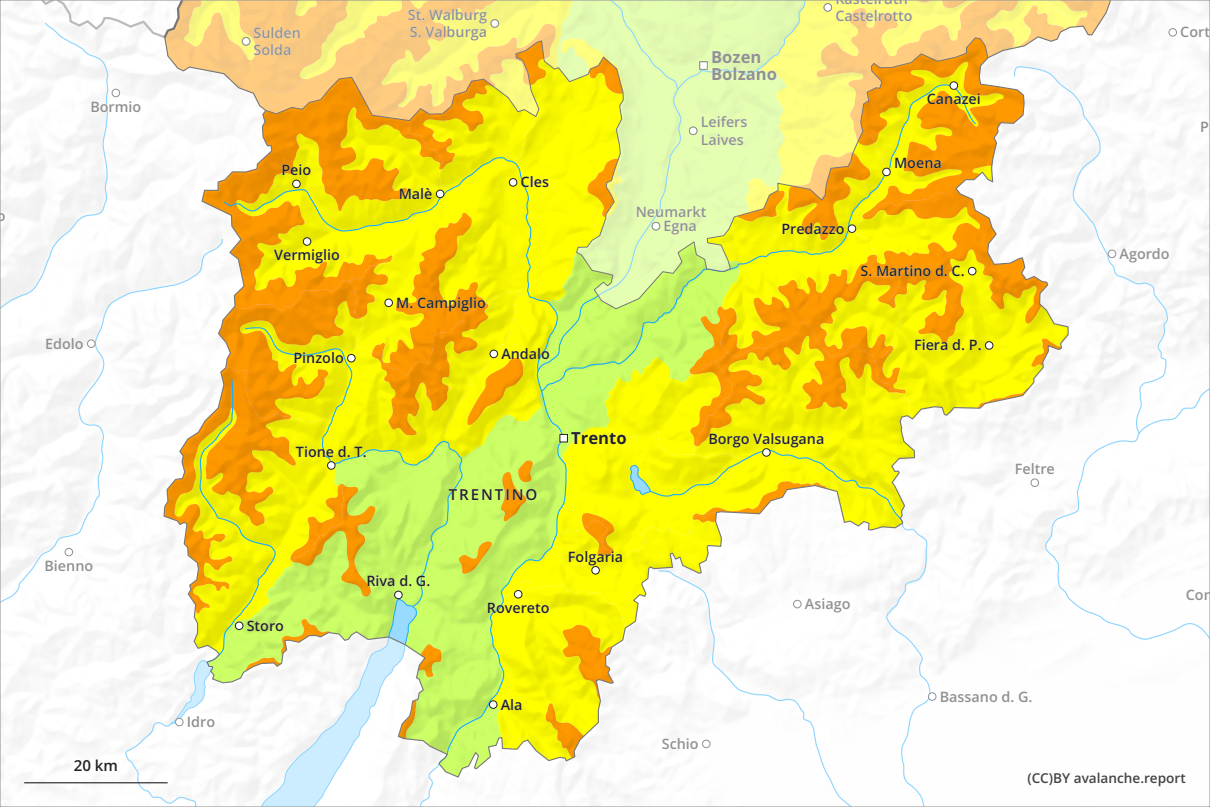 Kastelruth
Castelrotto
St. Walburg
S. Valburga
Sulden
Solda
Cort
Bozen
Bolzano
Bormio
Canazei
Leifers
Laives
P
Moena
Peio
Malè
Cles
Neumarkt
Egna
Predazzo
Vermiglio
Agordo
S. Martino d. C.
M. Campiglio
Edolo
Pinzolo
Andalo
Fiera d. P.
Trento
Borgo Valsugana
Tione d. T.
Feltre
TRENTINO
Bienno
Folgaria
Riva d. G.
Rovereto
Asiago
Cor
Storo
Bassano d. G.
Ala
Idro
Schio
20 km
(CC)BY avalanche.report